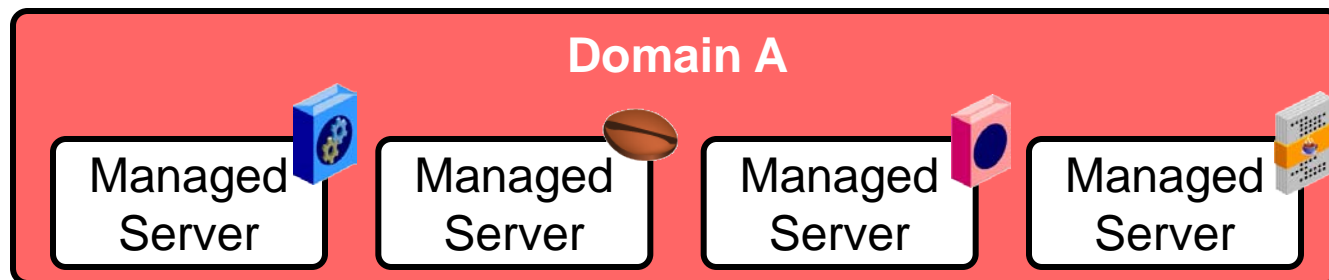 Domain A
Managed
Server
Managed
Server
Managed
Server
Managed
Server